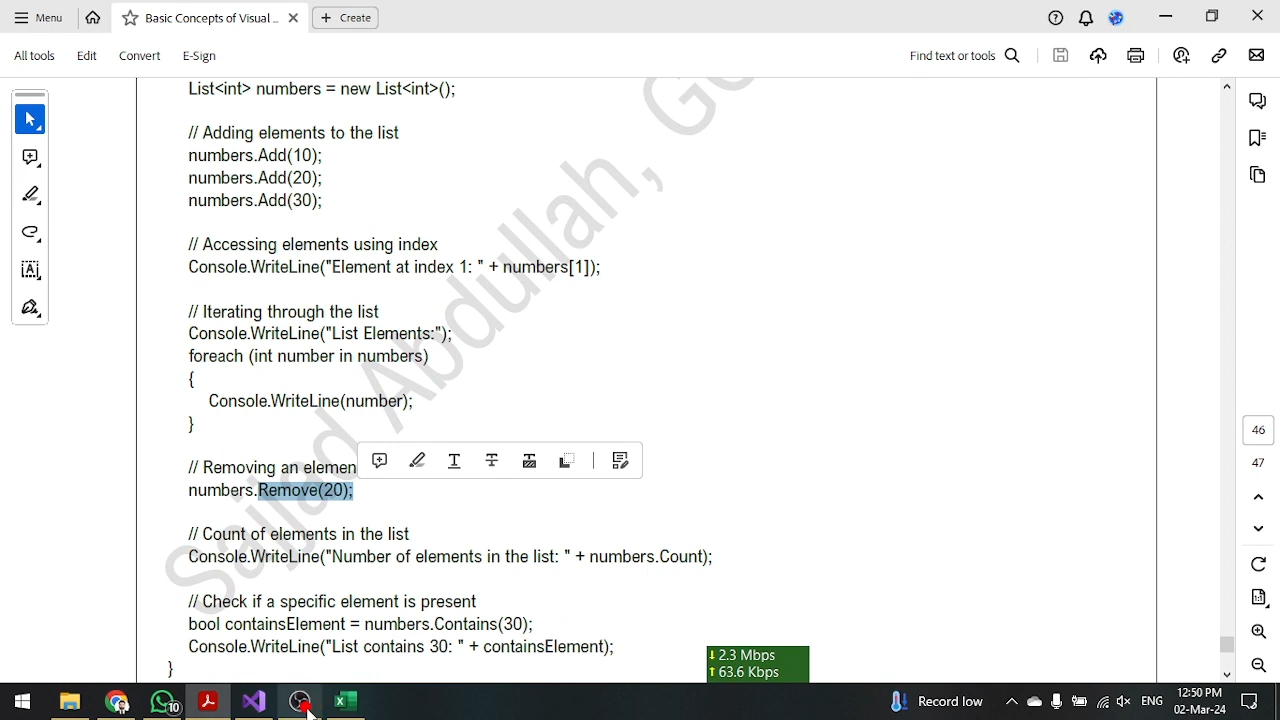 Menu
Basic Concepts of Visual ...
Create
All tools
Edit
Convert
E-Sign
Find text or tools
List<int> numbers = new List<int>();
// Adding elements to the list
numbers.Add(10);
numbers.Add(20);
numbers.Add(30);
// Accessing elements using index
Console.WriteLine("Element at index 1: " + numbers[1]);
// Iterating through the list
Console.WriteLine("List Elements:");
foreach (int number in numbers)
{
Console.WriteLine(number);
}
// Removing an elemen
numbers.Remove(20);
// Count of elements in the list
Console.WriteLine("Number of elements in the list: " + numbers.Count);
// Check if a specific element is present
bool containsElement = numbers.Contains(30);
Console.WriteLine("List contains 30: " + containsElement);
}
Sajjad Abdullah, Go
46
47
2.3 Mbps
63.6 Kbps
10
Record low
ENG
12:50 PM
02-Mar-24